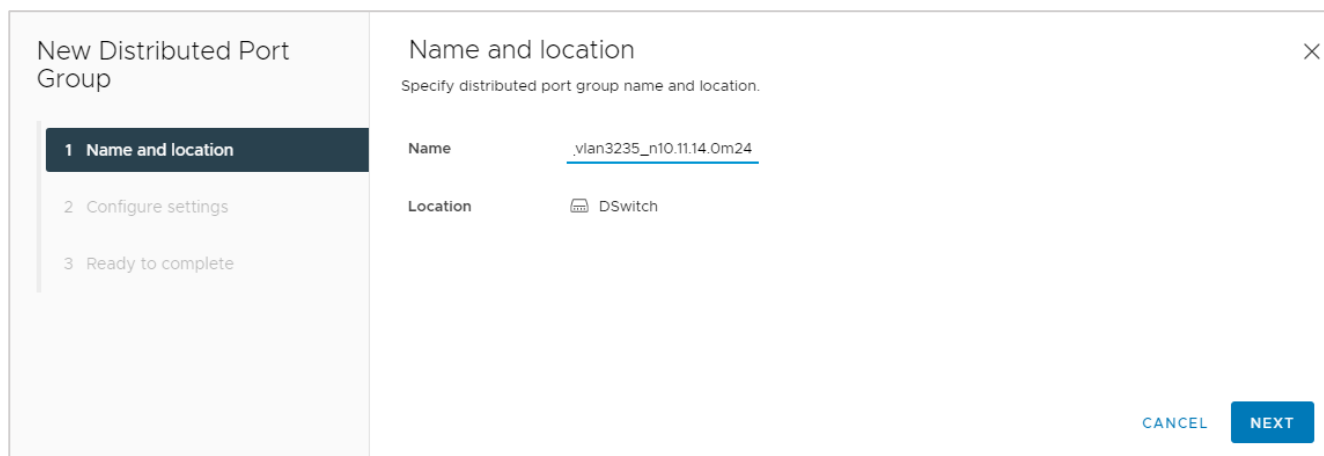 New Distributed Port
Group
1 Name and location
2 Configure settings
3 Ready to complete
Name and location
Specify distributed port group name and location.
Name _vlan3235_n10.11.14.0m24
Location DSwitch
CANCEL NEXT